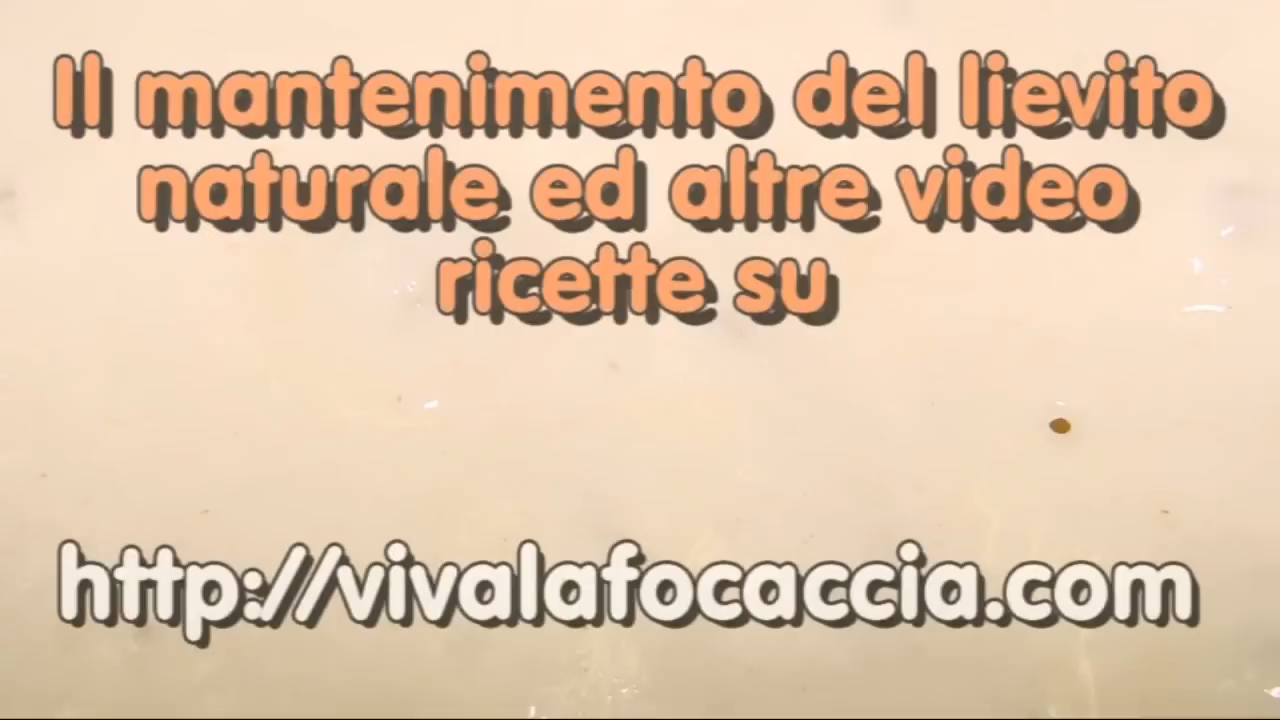 Il mantenimento del lievito
naturale ed altre video
ricette su
http://vivalafocaccia.com